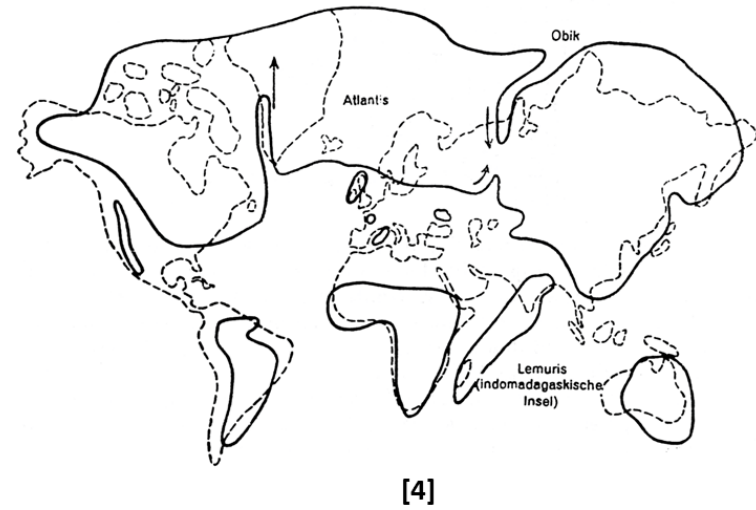 Obik
Atlantis
Lemuris
(indomadagaskische
Insel)
[4]